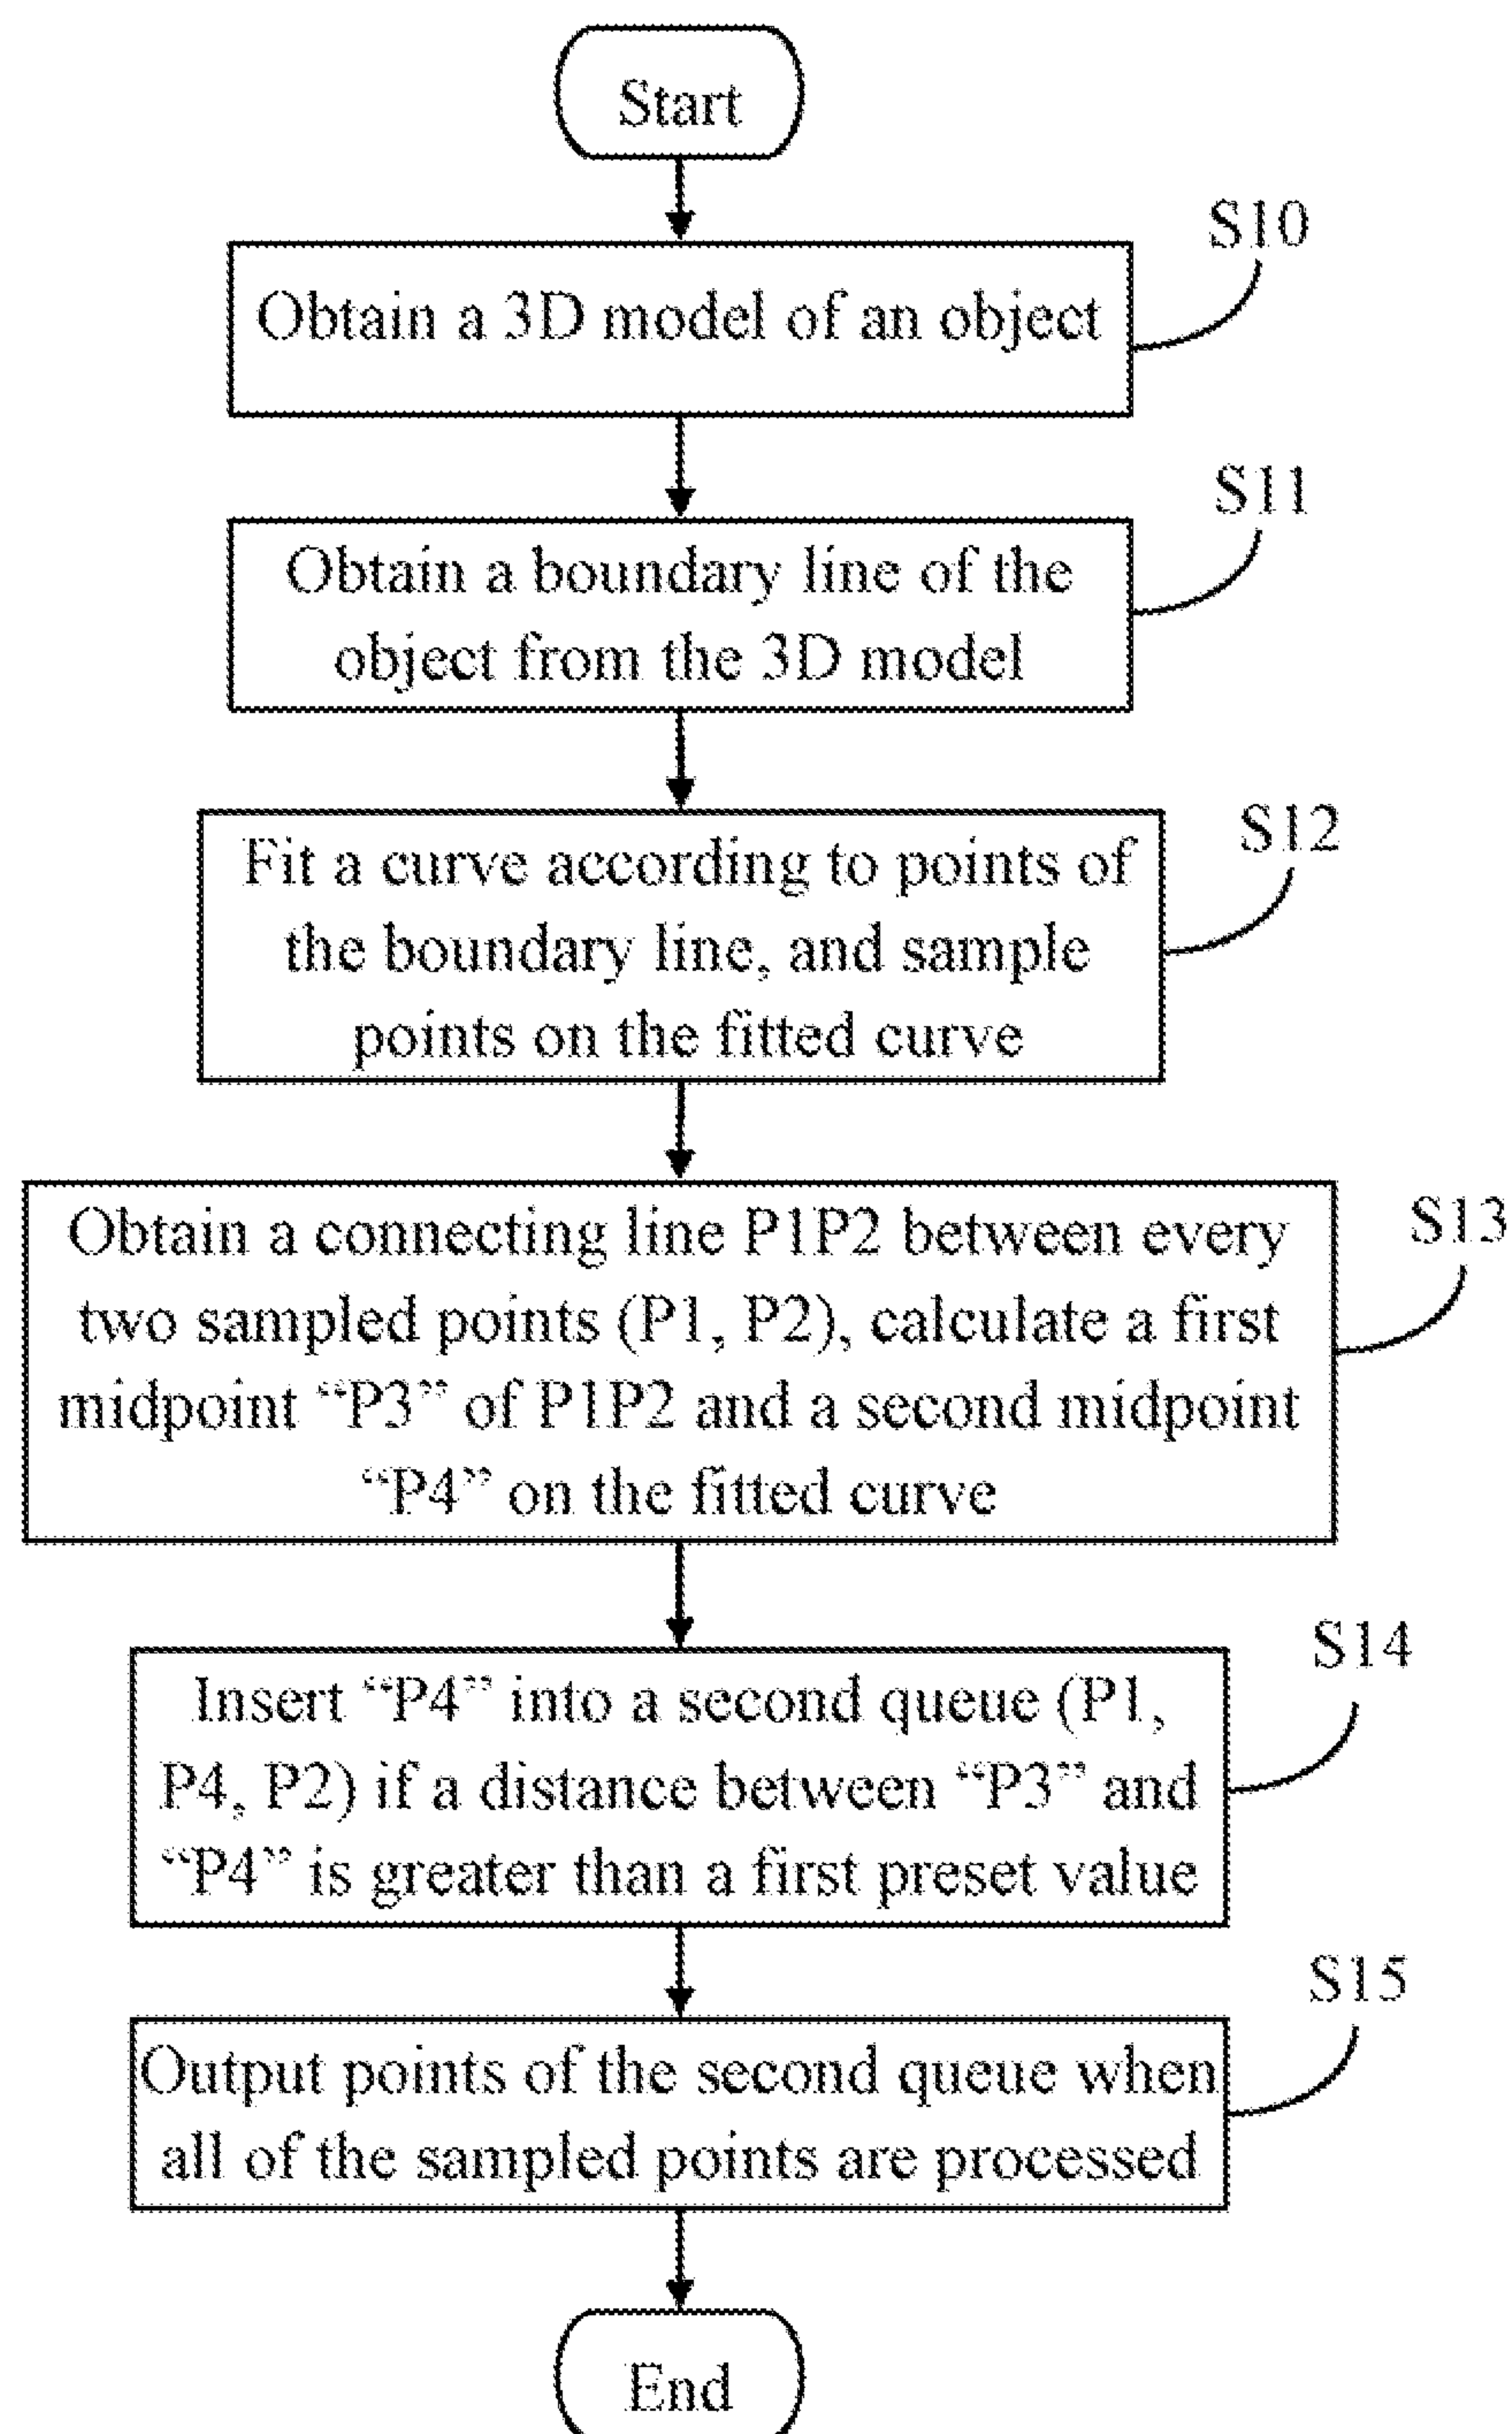 Start
S10
Obtain a 3D model of an object
S11
Obtain a boundary line of the
object from the 3D model
S12
Fit a curve according to points of
the boundary line, and sample
points on the fitted curve
S13
Obtain a connecting line P1P2 between every
two sampled points (P1, P2), calculate a first
midpoint “P3” of P1P2 and a second midpoint
“P4” on the fitted curve
S14
Insert “P4” into a second queue (P1,
P4, P2) if a distance between “P3” and
“P4” is greater than a first preset value
S15
Output points of the second queue when
all of the sampled points are processed
End